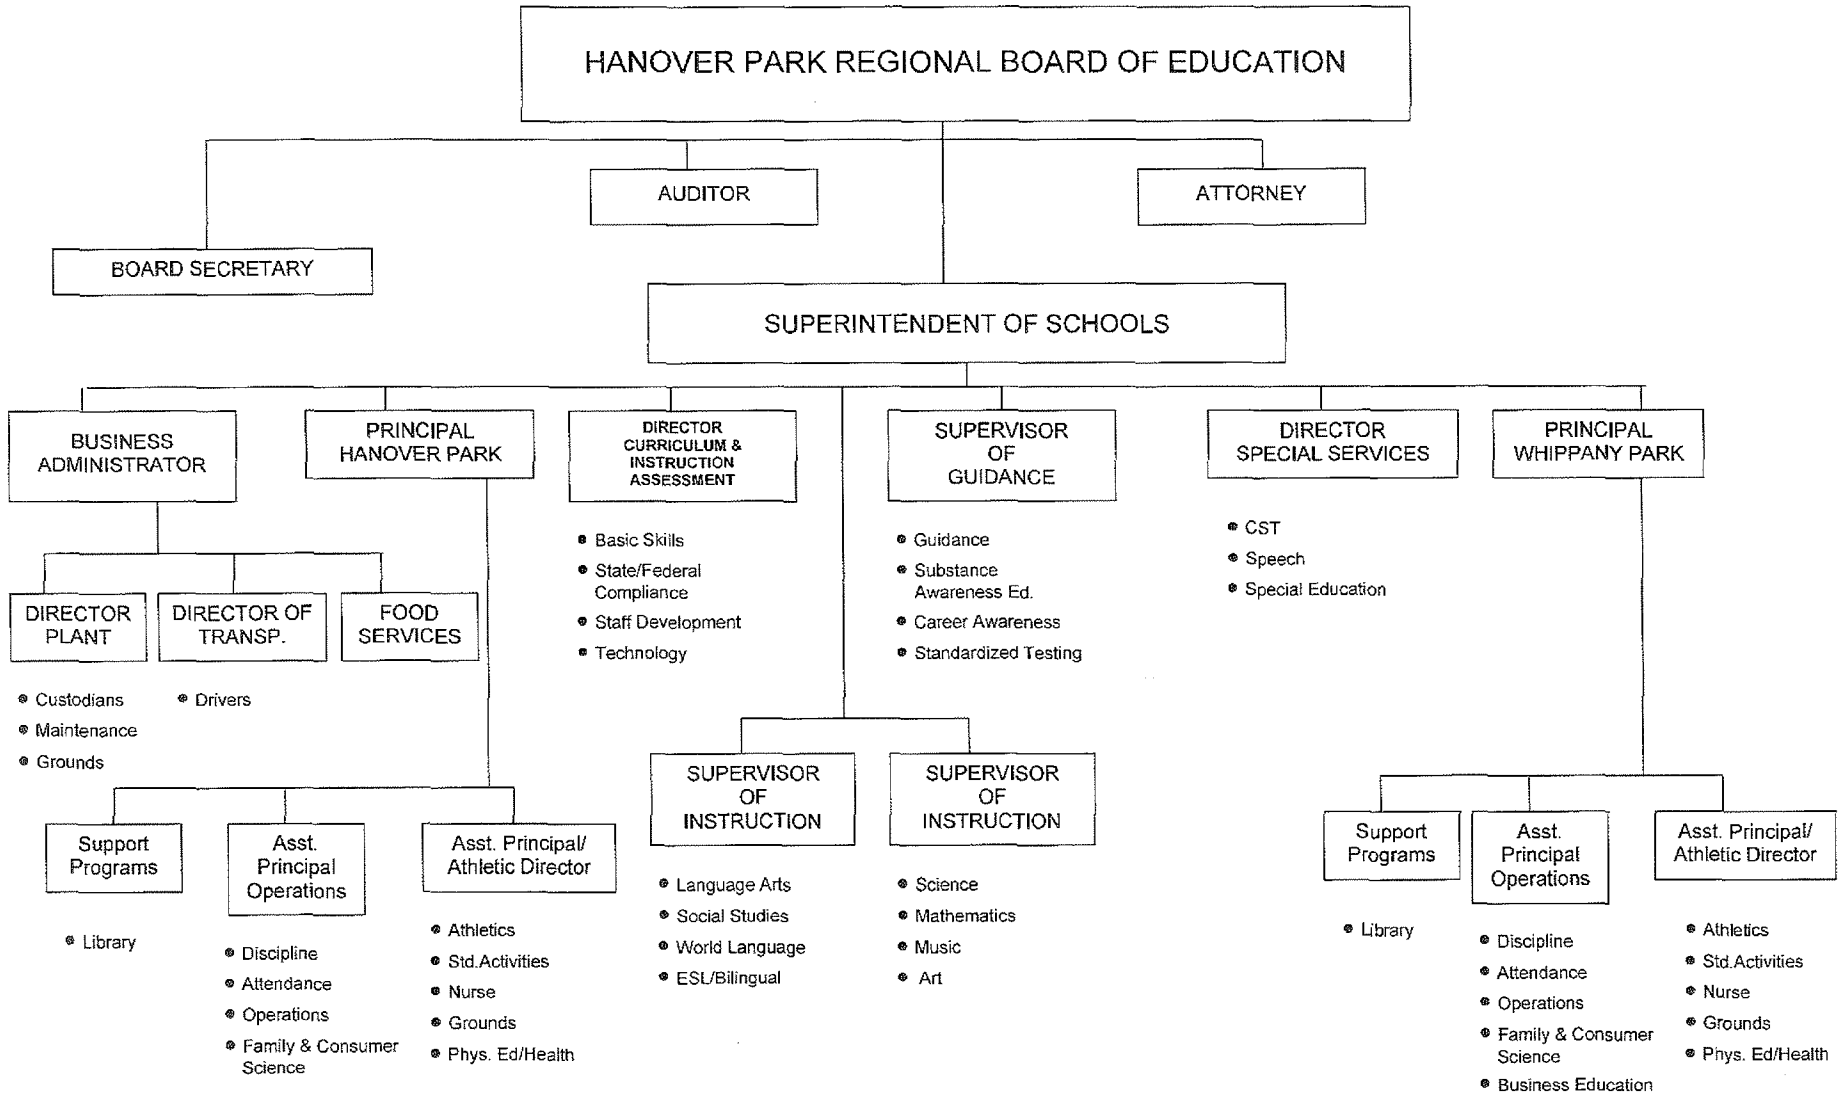 HANOVER PARK REGIONAL BOARD OF EDUCATION
AUDITOR
ATTORNEY
BOARD SECRETARY
SUPERINTENDENT OF SCHOOLS
BUSINESS
ADMINISTRATOR
PRINCIPAL
HANOVER PARK
DIRECTOR
CURRICULUM &
INSTRUCTION
ASSESSMENT
SUPERVISOR
OF
GUIDANCE
DIRECTOR
SPECIAL SERVICES
PRINCIPAL
WHIPPANY PARK
• Basic Skills
• State/Federal
Compliance
• Staff Development
• Technology
• Guidance
• Substance
Awareness Ed.
• Career Awareness
• Standardized Testing
• CST
• Speech
• Special Education
DIRECTOR
PLANT
DIRECTOR OF
TRANSP.
FOOD
SERVICES
• Custodians
• Maintenance
• Grounds
• Drivers
SUPERVISOR
OF
INSTRUCTION
SUPERVISOR
OF
INSTRUCTION
• Language Arts
• Social Studies
• World Language
• ESL/Bilingual
• Science
• Mathematics
• Music
• Art
Support
Programs
Asst.
Principal
Operations
Asst. Principal/
Athletic Director
• Library
• Discipline
• Attendance
• Operations
• Family & Consumer
Science
• Athletics
• Std.Activities
• Nurse
• Grounds
• Phys. Ed/Health
Support
Programs
Asst.
Principal
Operations
Asst. Principal/
Athletic Director
• Library
• Discipline
• Attendance
• Operations
• Family & Consumer
Science
• Business Education
• Athletics
• Std.Activities
• Nurse
• Grounds
• Phys. Ed/Health